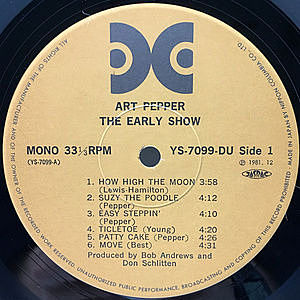 ART PEPPER
THE EARLY SHOW
MONO 33⅓RPM
YS-7099-DU Side 1
(YS-7099-A)
℗ 1981. 12
1. HOW HIGH THE MOON 3:58
(Lewis-Hamilton)
2. SUZY THE POODLE 4:12
(Pepper)
3. EASY STEPPIN' 4:10
(Pepper)
4. TICLETOE (Young) 4:20
5. PATTY CAKE (Pepper) 4:26
6. MOVE (Best) 4:31
Produced by Bob Andrews and
Don Schlitten
ALL RIGHTS OF THE MANUFACTURER AND OF THE OWNER OF THE RECORDED WORK RESERVED. UNAUTHORIZED PUBLIC PERFORMANCE, BROADCASTING AND COPYING OF THIS RECORD PROHIBITED.
MANUFACTURED BY NIPPON COLUMBIA CO., LTD.